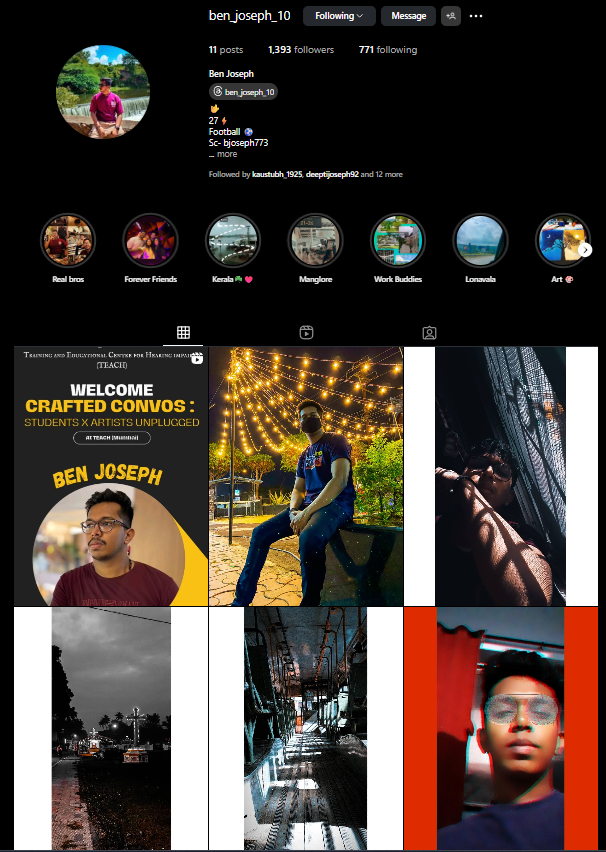 ben_joseph_10
Following
Message
11 posts
1,393 followers
771 following
Ben Joseph
ben_joseph_10
27
Football
Sc- bjoseph773
... more
Followed by kaustubh_1925, deeptijoseph92 and 12 more
Real bros
Forever Friends
Kerala
Manglore
Work Buddies
Lonavala
Art
Training and Educational Centre for Hearing
(TEACH)
WELCOME
CRAFTED CONVOS :
STUDENTS X ARTISTS UNPLUGGED
At TEACH (Mumbai)
BEN JOSEPH